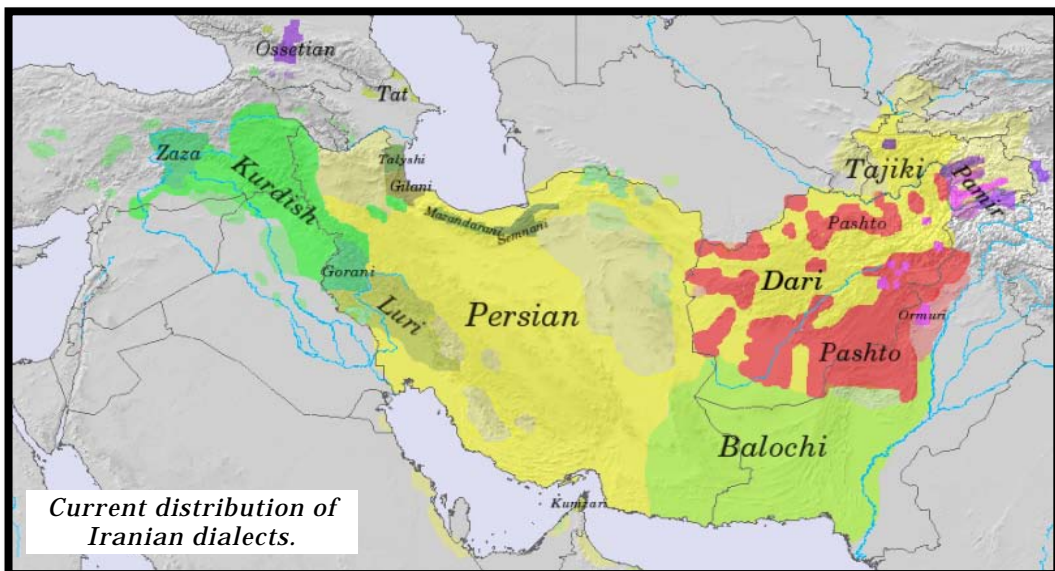 Ossetian
Tat
Zaza
Kurdish
Talyshi
Gilani
Mazandarani
Semnani
Gorani
Luri
Persian
Tajiki
Pamir
Pashto
Dari
Ormuri
Pashto
Balochi
Kumzari
Current distribution of
Iranian dialects.